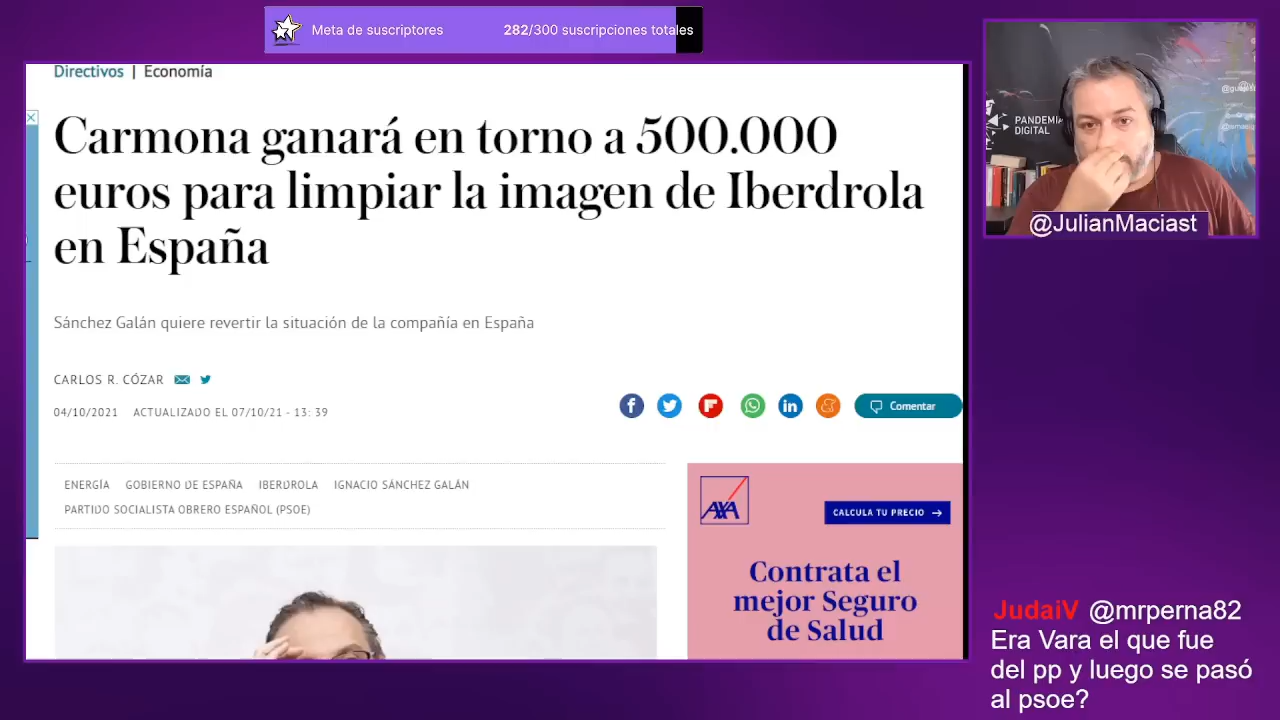 Meta de suscriptores 282/300 suscripciones totales
Directivos | Economía
Carmona ganará en torno a 500.000
euros para limpiar la imagen de Iberdrola
en España
Sánchez Galán quiere revertir la situación de la compañía en España
CARLOS R. CÓZAR
04/10/2021 ACTUALIZADO EL 07/10/21 - 13: 39
Comentar
ENERGÍA GOBIERNO DE ESPAÑA IBERDROLA IGNACIO SÁNCHEZ GALÁN
PARTIDO SOCIALISTA OBRERO ESPAÑOL (PSOE)
AXA
CALCULA TU PRECIO →
Contrata el
mejor Seguro
de Salud
PANDEMIA
DIGITAL
@JulianMaciast
JudaiV @mrperna82
Era Vara el que fue
del pp y luego se pasó
al psoe?